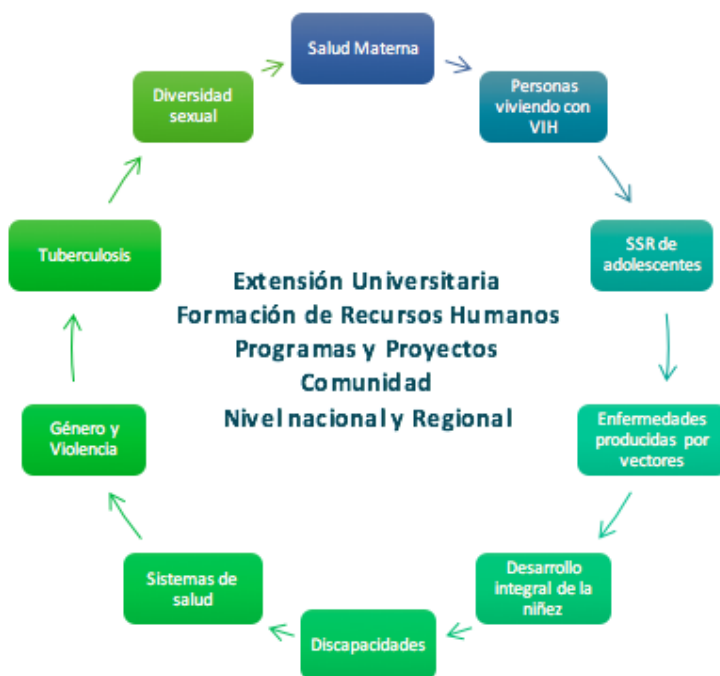 Salud Materna
Personas
viviendo con
VIH
SSR de
adolescentes
Enfermedades
producidas por
vectores
Desarrollo
integral de la
niñez
Discapacidades
Sistemas de
salud
Género y
Violencia
Tuberculosis
Diversidad
sexual
Extensión Universitaria
Formación de Recursos Humanos
Programas y Proyectos
Comunidad
Nivel nacional y Regional